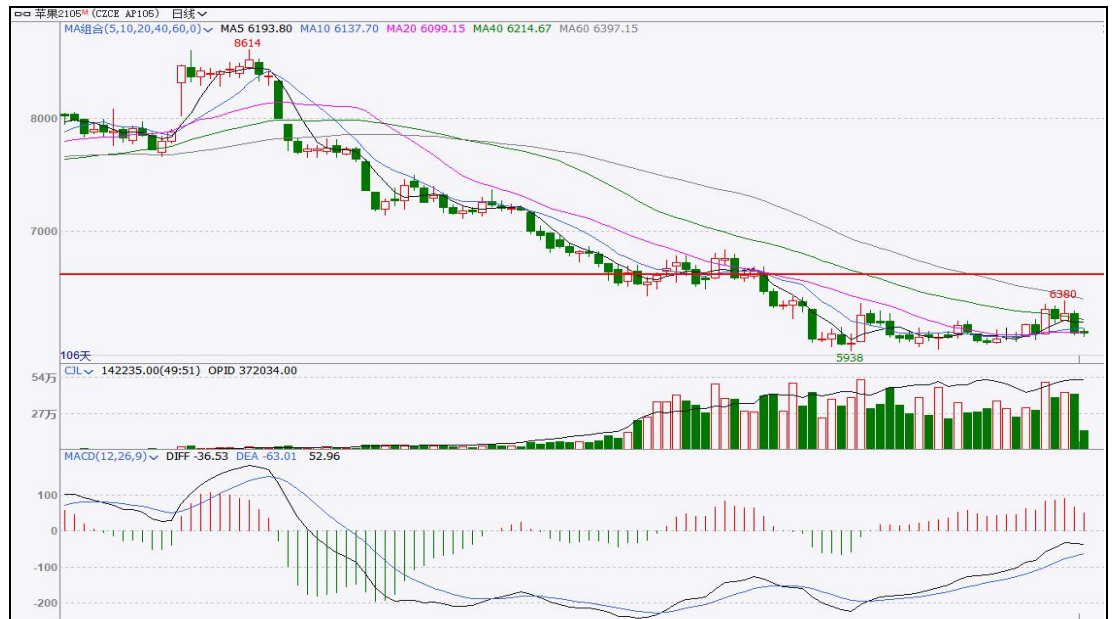 苹果2105M (CZCE AP105) 日线
MA组合(5,10,20,40,60,0) MA5 6193.80 MA10 6137.70 MA20 6099.15 MA40 6214.67 MA60 6397.15
8614
8000
7000
6380
5938
106天
CJL 142235.00(49:51) OPID 372034.00
54万
27万
MACD(12,26,9) DIFF -36.53 DEA -63.01 52.96
100
0
-100
-200